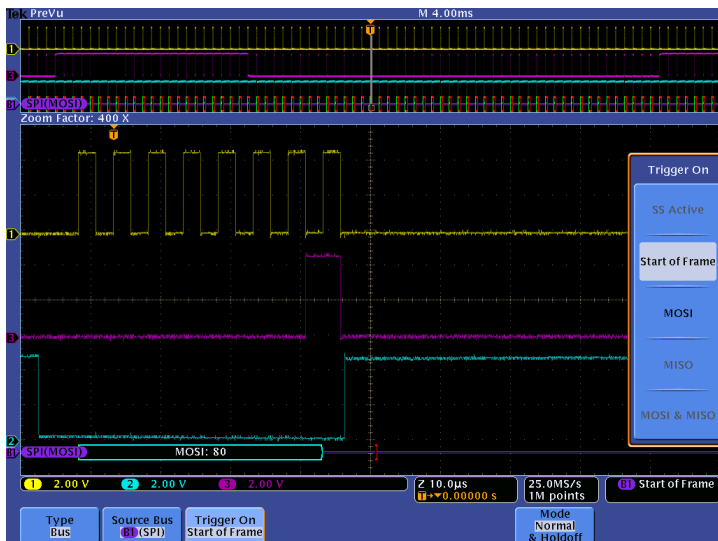 Tek PreVu M 4.00ms
T
1
3
B1 SPI(MOSI)
Zoom Factor: 400 X
T
Trigger On
SS Active
1
Start of Frame
MOSI
3
MISO
MOSI & MISO
2
B1 SPI(MOSI) MOSI: 80
1 2.00 V 2 2.00 V 3 2.00 V Z 10.0µs 25.0MS/s B1 Start of Frame
T→▼0.00000 s 1M points
Type Source Bus Trigger On Mode
Bus B1 (SPI) Start of Frame Normal
& Holdoff